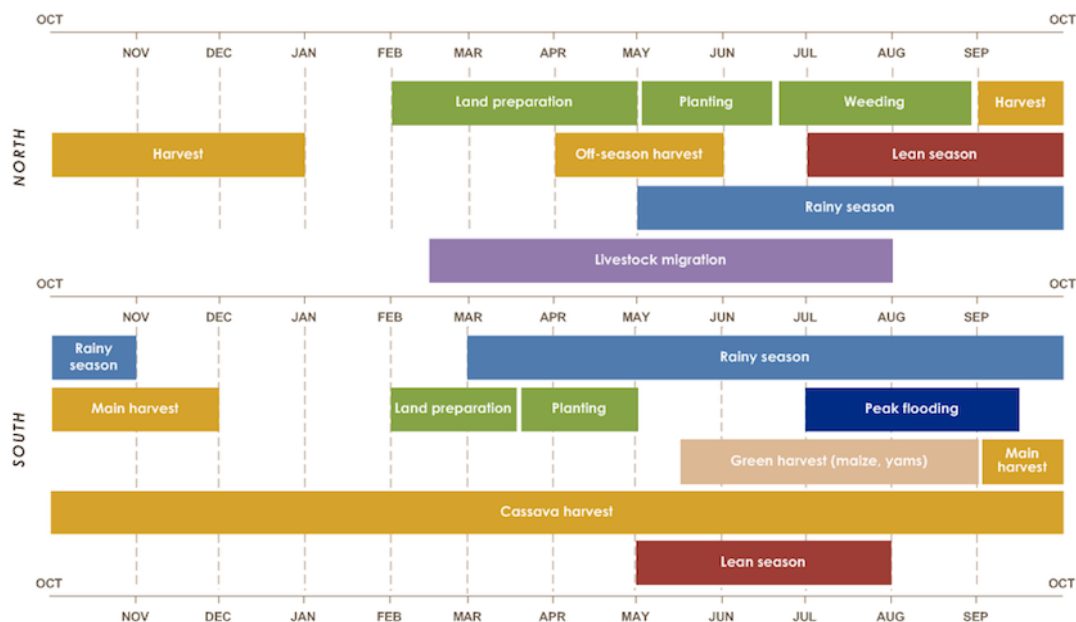 OCT OCT
NOV DEC JAN FEB MAR APR MAY JUN JUL AUG SEP
NORTH
Land preparation Planting Weeding Harvest
Harvest Off-season harvest Lean season
Rainy season
Livestock migration
OCT OCT
NOV DEC JAN FEB MAR APR MAY JUN JUL AUG SEP
SOUTH
Rainy
season
Rainy season
Main harvest Land preparation Planting Peak flooding
Green harvest (maize, yams)
Main
harvest
Cassava harvest
Lean season
OCT OCT
NOV DEC JAN FEB MAR APR MAY JUN JUL AUG SEP